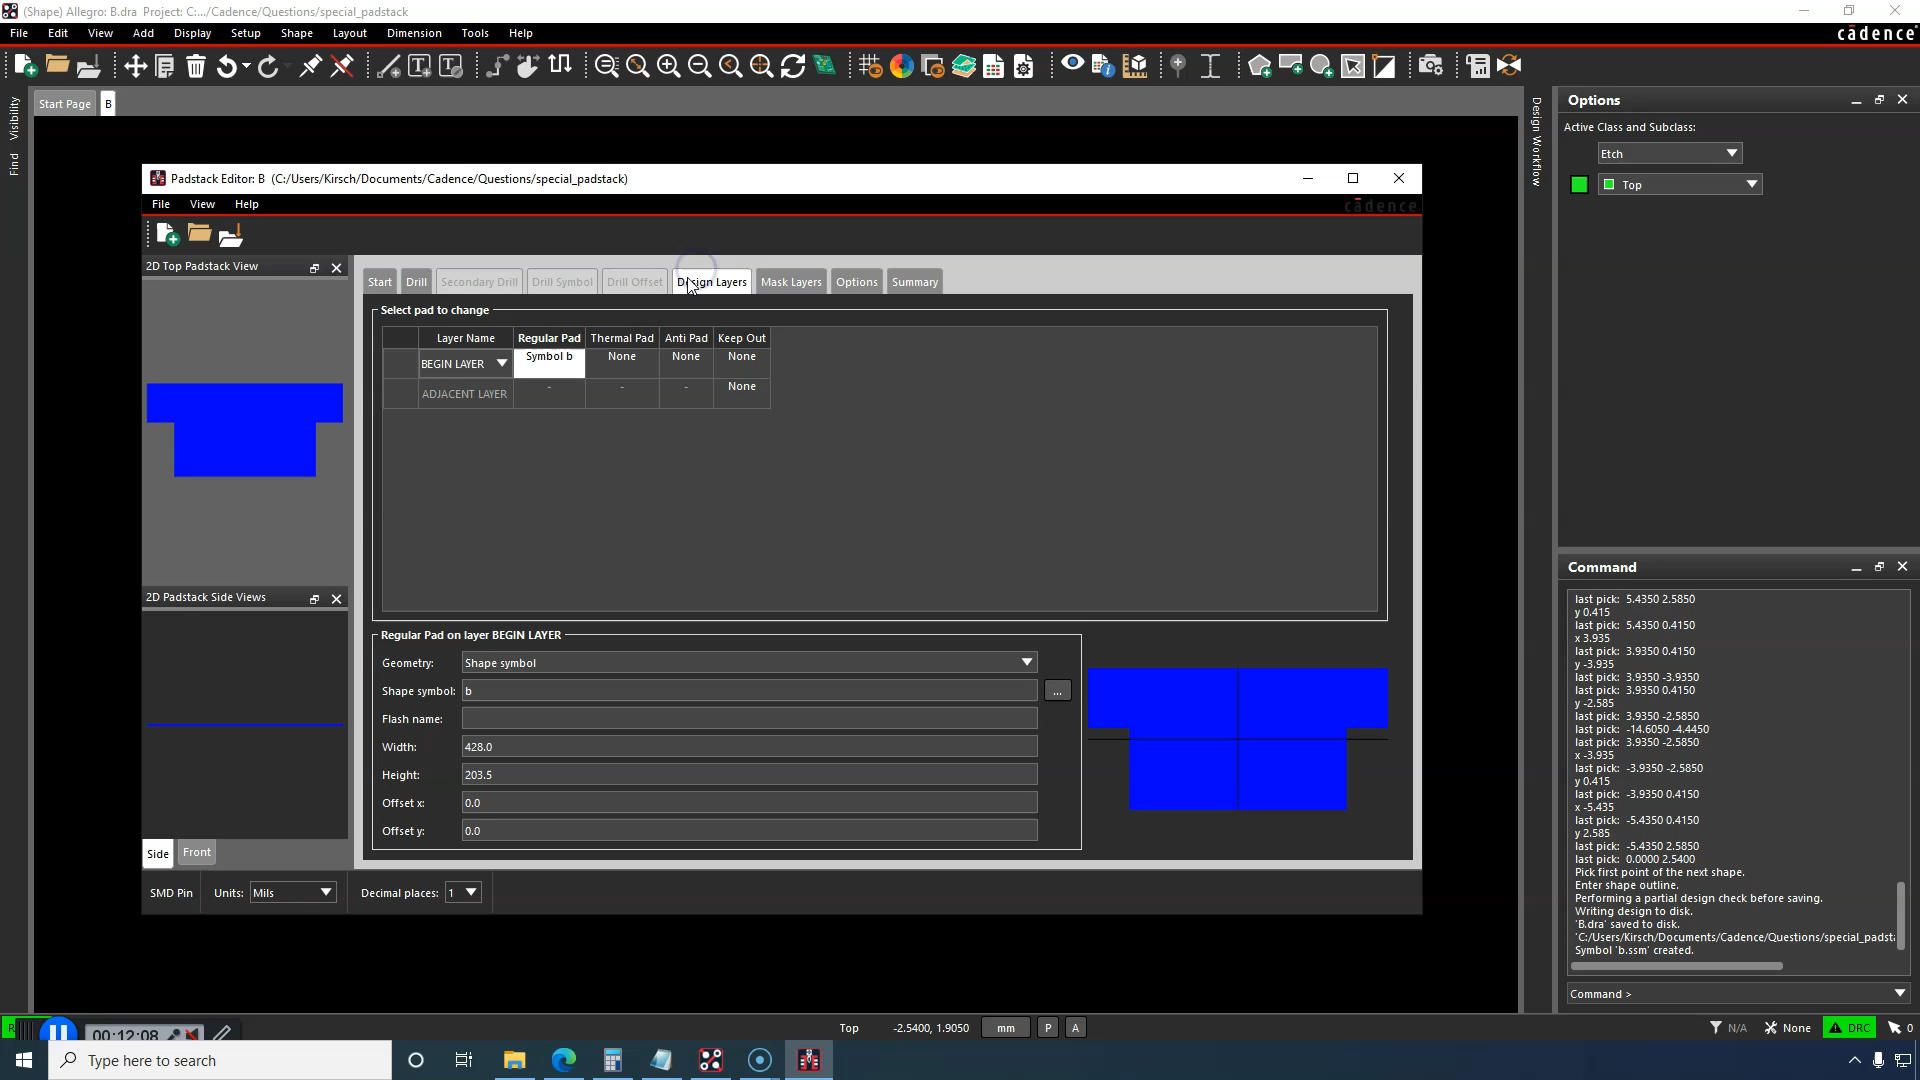 (Shape) Allegro: B.dra  Project: C:.../Cadence/Questions/special_padstack
File Edit View Add Display Setup Shape Layout Dimension Tools Help
cādence
Start Page B
Visibility
Find
Design Workflow
Options
Active Class and Subclass:
Etch
Top
Padstack Editor: B  (C:/Users/Kirsch/Documents/Cadence/Questions/special_padstack)
File View Help
cādence
2D Top Padstack View
Start Drill Secondary Drill Drill Symbol Drill Offset Design Layers Mask Layers Options Summary
Select pad to change
Layer Name Regular Pad Thermal Pad Anti Pad Keep Out
BEGIN LAYER Symbol b None None None
ADJACENT LAYER - - - None
2D Padstack Side Views
Side Front
Regular Pad on layer BEGIN LAYER
Geometry: Shape symbol
Shape symbol: b ...
Flash name:
Width: 428.0
Height: 203.5
Offset x: 0.0
Offset y: 0.0
SMD Pin Units: Mils Decimal places: 1
Command
last pick:  5.4350 2.5850
y 0.415
last pick:  5.4350 0.4150
x 3.935
last pick:  3.9350 0.4150
y -3.935
last pick:  3.9350 -3.9350
last pick:  3.9350 0.4150
y -2.585
last pick:  3.9350 -2.5850
last pick:  -14.6050 -4.4450
last pick:  3.9350 -2.5850
x -3.935
last pick:  -3.9350 -2.5850
y 0.415
last pick:  -3.9350 0.4150
x -5.435
last pick:  -5.4350 0.4150
y 2.585
last pick:  -5.4350 2.5850
last pick:  0.0000 2.5400
Pick first point of the next shape.
Enter shape outline.
Performing a partial design check before saving.
Writing design to disk.
'B.dra' saved to disk.
'C:/Users/Kirsch/Documents/Cadence/Questions/special_padsta
Symbol 'b.ssm' created.
Command >
R
00:12:08
Top -2.5400, 1.9050 mm P A
N/A None DRC 0
Type here to search